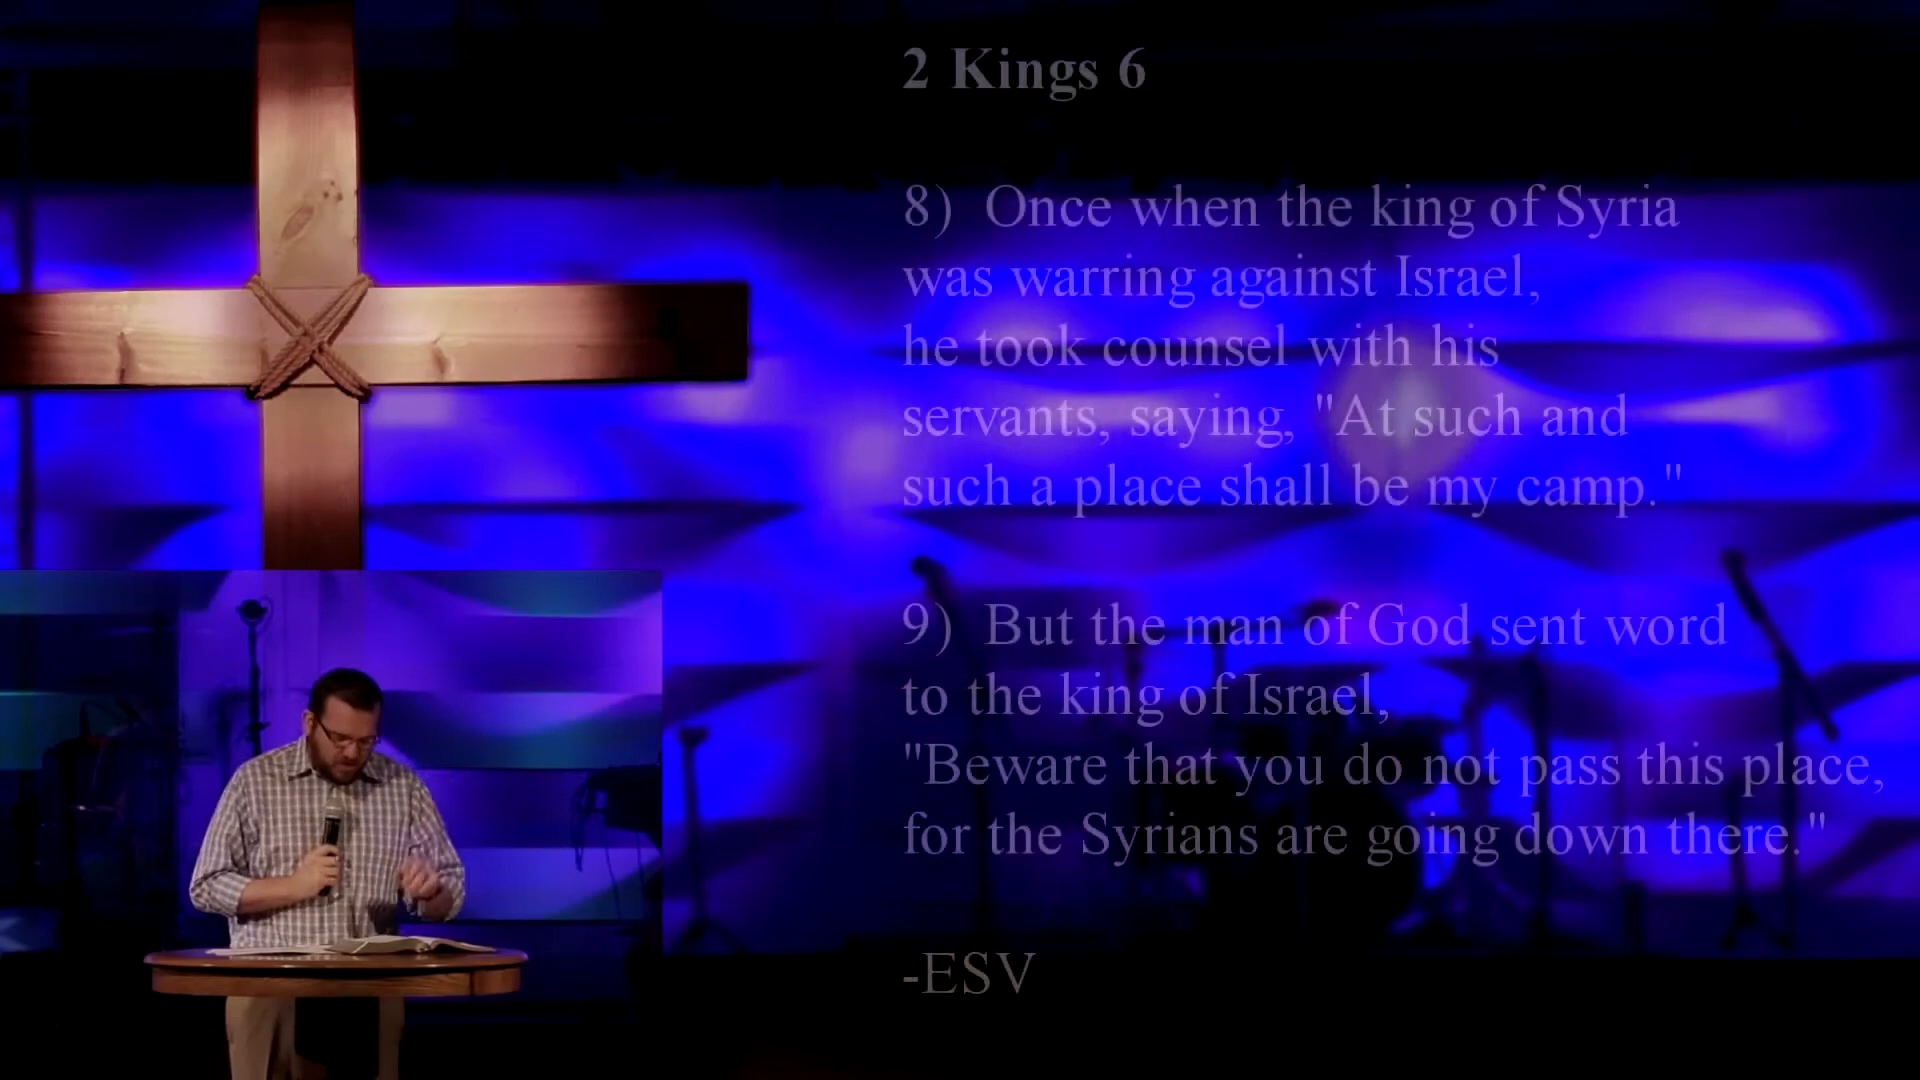 2 Kings 6
8) Once when the king of Syria
was warring against Israel,
he took counsel with his
servants, saying, "At such and
such a place shall be my camp."
9) But the man of God sent word
to the king of Israel,
"Beware that you do not pass this place,
for the Syrians are going down there."
-ESV